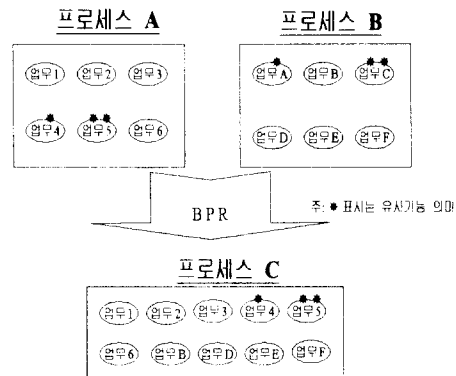 프로세스 A
프로세스 B
업무1 업무2 업무3
업무4 업무5 업무6
업무A 업무B 업무C
업무D 업무E 업무F
BPR
주: * 표시는 유사기능 의미
프로세스 C
업무1 업무2 업무3 업무4 업무5
업무6 업무B 업무D 업무E 업무F